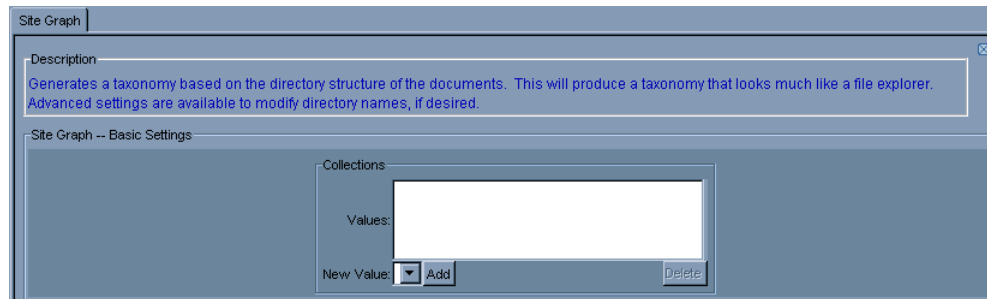 Site Graph
Description
Generates a taxonomy based on the directory structure of the documents. This will produce a taxonomy that looks much like a file explorer.
Advanced settings are available to modify directory names, if desired.
Site Graph -- Basic Settings
Collections
Values:
New Value: Add Delete